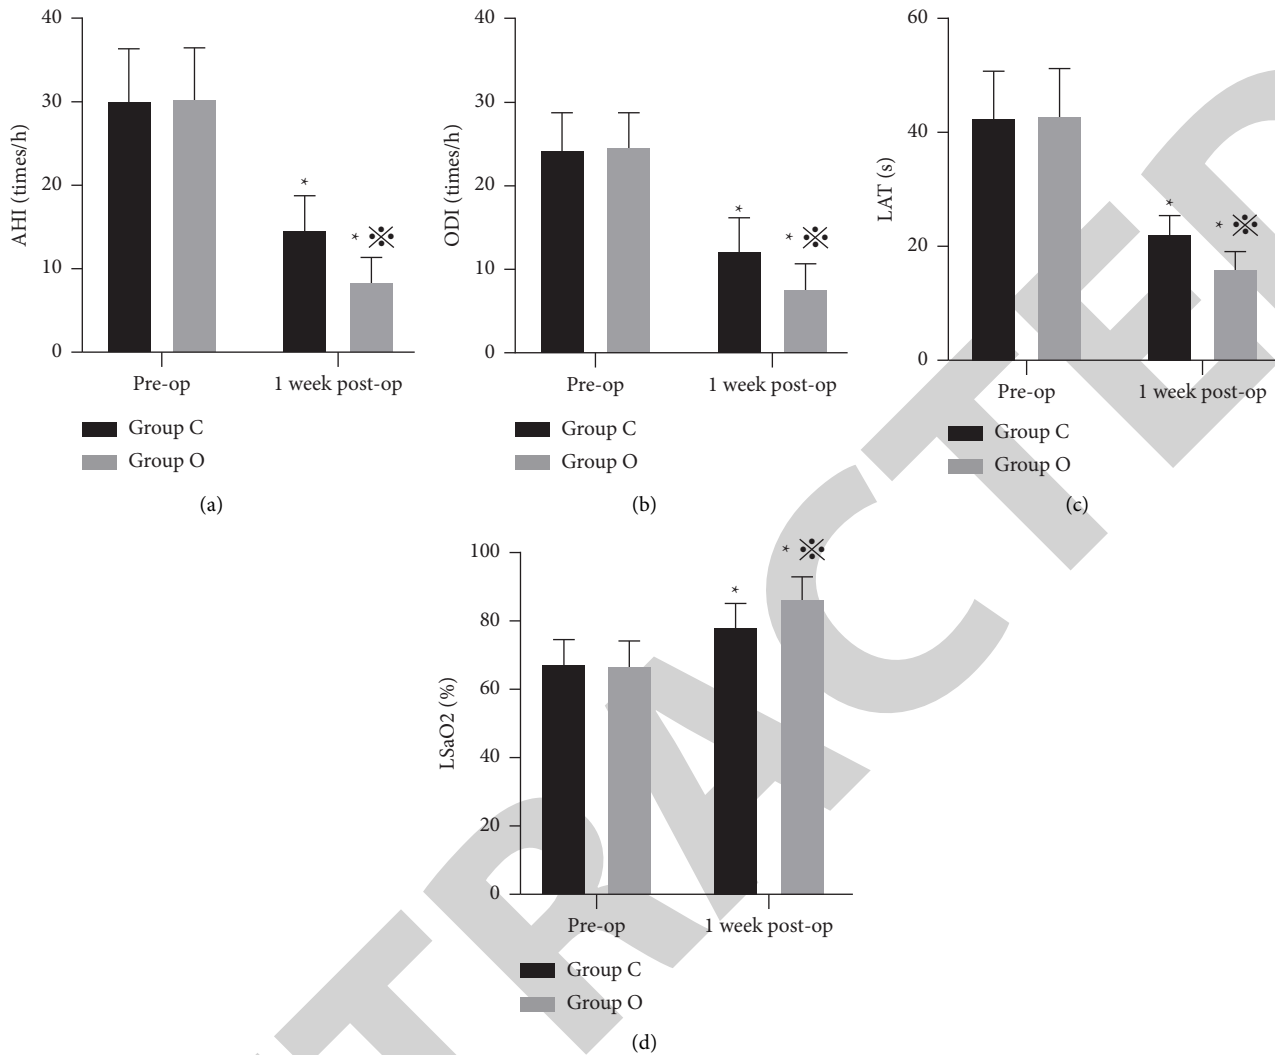 40
30
20
10
0
AHI (times/h)
*
* ※
Pre-op
1 week post-op
Group C
Group O
(a)
40
30
20
10
0
ODI (times/h)
*
* ※
Pre-op
1 week post-op
Group C
Group O
(b)
60
40
20
0
LAT (s)
*
* ※
Pre-op
1 week post-op
Group C
Group O
(c)
100
80
60
40
20
0
LSaO2 (%)
*
* ※
Pre-op
1 week post-op
Group C
Group O
(d)
TRACTED